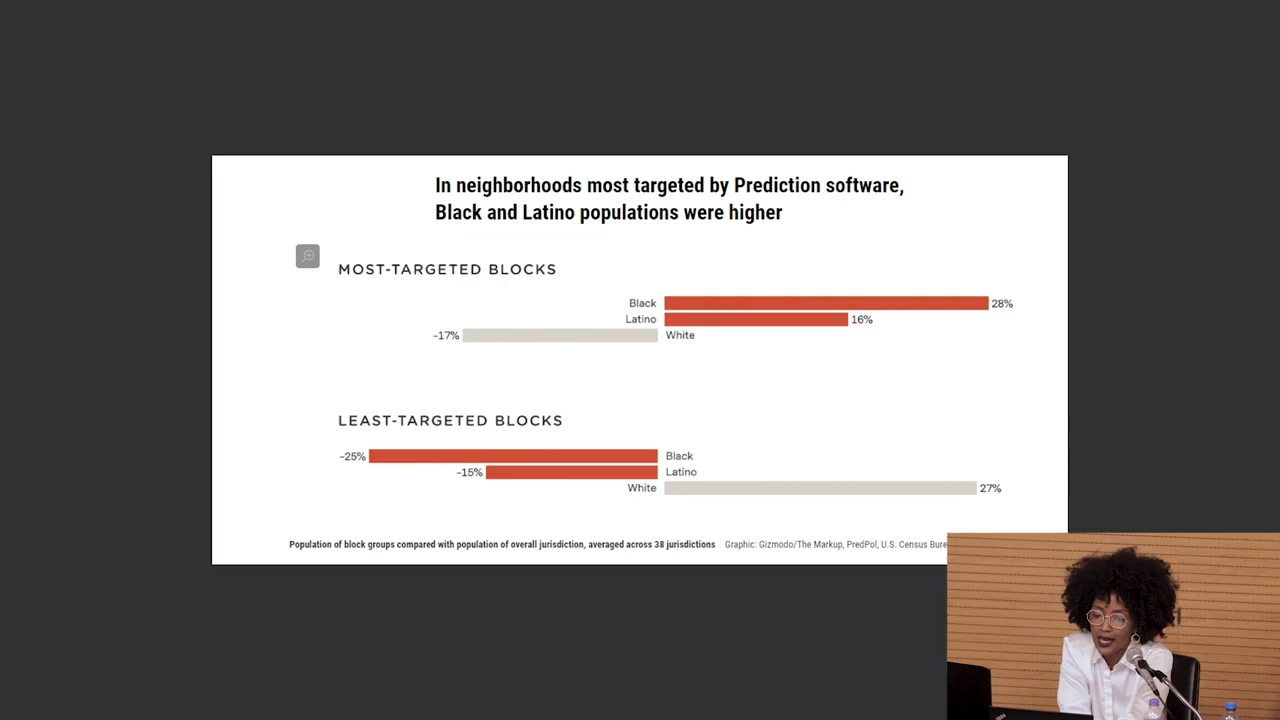 In neighborhoods most targeted by Prediction software,
Black and Latino populations were higher
MOST-TARGETED BLOCKS
Black 28%
Latino 16%
–17% White
LEAST-TARGETED BLOCKS
–25% Black
–15% Latino
White 27%
Population of block groups compared with population of overall jurisdiction, averaged across 38 jurisdictions Graphic: Gizmodo/The Markup, PredPol, U.S. Census